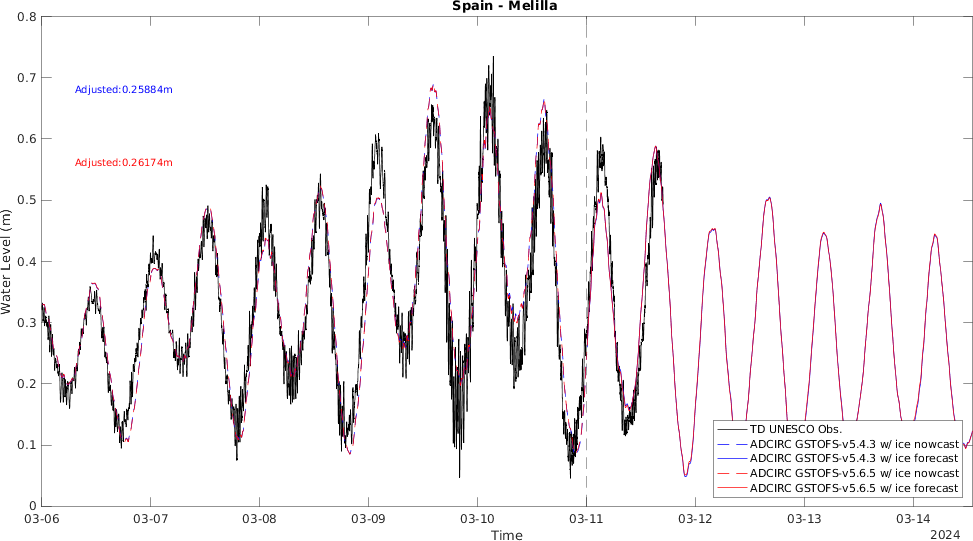 Spain - Melilla
0.8
0.7
0.6
0.5
0.4
0.3
0.2
0.1
0
Water Level (m)
Adjusted:0.25884m
Adjusted:0.26174m
TD UNESCO Obs.
ADCIRC GSTOFS-v5.4.3 w/ ice nowcast
ADCIRC GSTOFS-v5.4.3 w/ ice forecast
ADCIRC GSTOFS-v5.6.5 w/ ice nowcast
ADCIRC GSTOFS-v5.6.5 w/ ice forecast
03-06 03-07 03-08 03-09 03-10 03-11 03-12 03-13 03-14
Time
2024